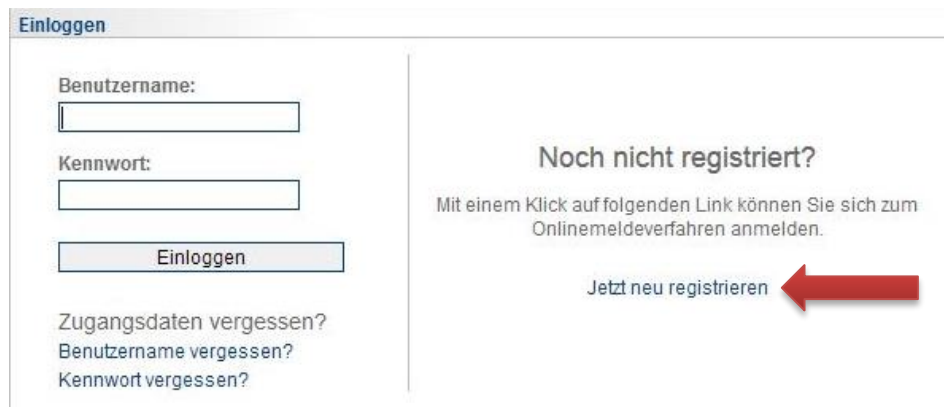 Einloggen
Benutzername:
Kennwort:
Einloggen
Zugangsdaten vergessen?
Benutzername vergessen?
Kennwort vergessen?
Noch nicht registriert?
Mit einem Klick auf folgenden Link können Sie sich zum
Onlinemeldeverfahren anmelden.
Jetzt neu registrieren